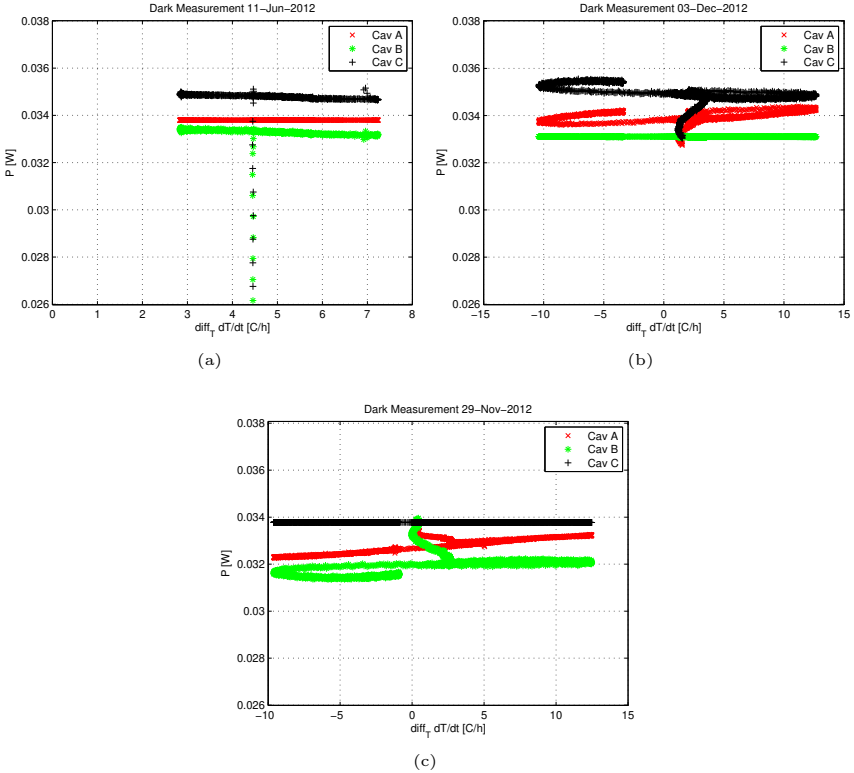 Dark Measurement 11−Jun−2012
0.038
0.036
0.034
0.032
0.03
0.028
0.026
P [W]
Cav A
Cav B
Cav C
0 1 2 3 4 5 6 7 8
diff_T dT/dt [C/h]
(a)
Dark Measurement 03−Dec−2012
0.038
0.036
0.034
0.032
0.03
0.028
0.026
P [W]
Cav A
Cav B
Cav C
−15 −10 −5 0 5 10 15
diff_T dT/dt [C/h]
(b)
Dark Measurement 29−Nov−2012
0.038
0.036
0.034
0.032
0.03
0.028
0.026
P [W]
Cav A
Cav B
Cav C
−10 −5 0 5 10 15
diff_T dT/dt [C/h]
(c)